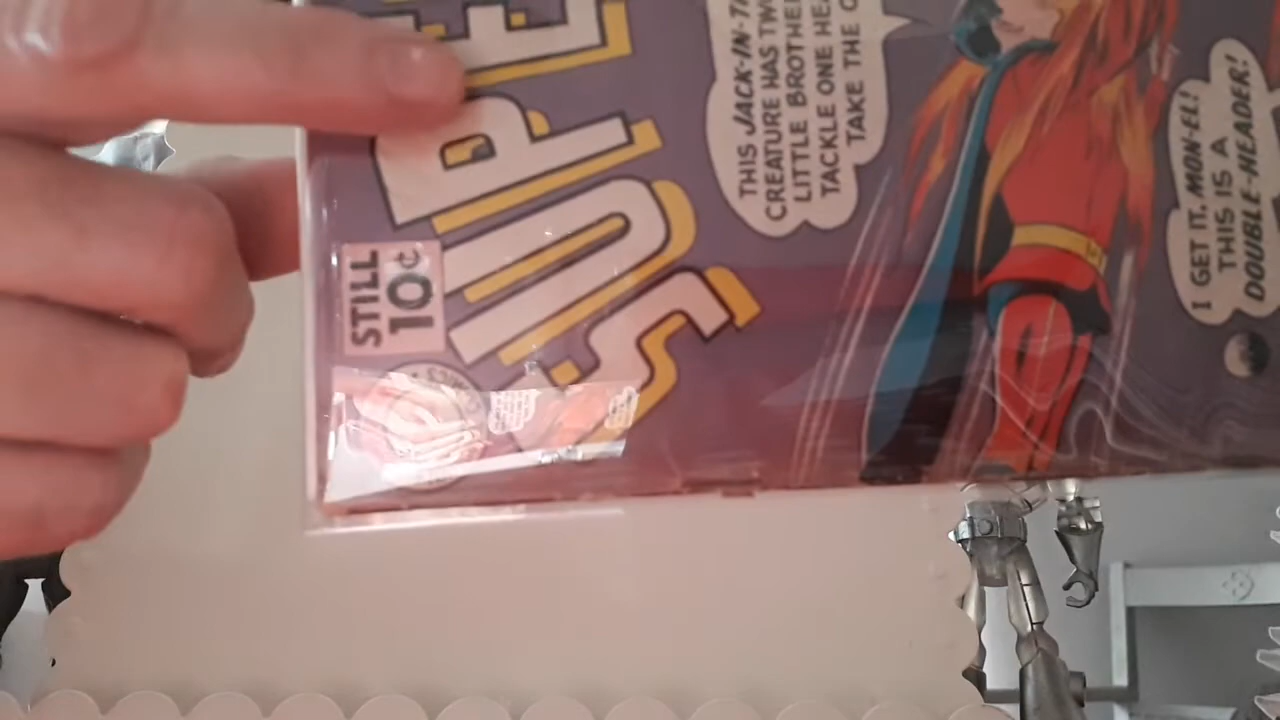 SUPE
STILL
10¢
THIS JACK-IN-T
CREATURE HAS TW
LITTLE BROTHE
TACKLE ONE HEA
TAKE THE O
I GET IT, MON-EL!
THIS IS A
DOUBLE-HEADER!